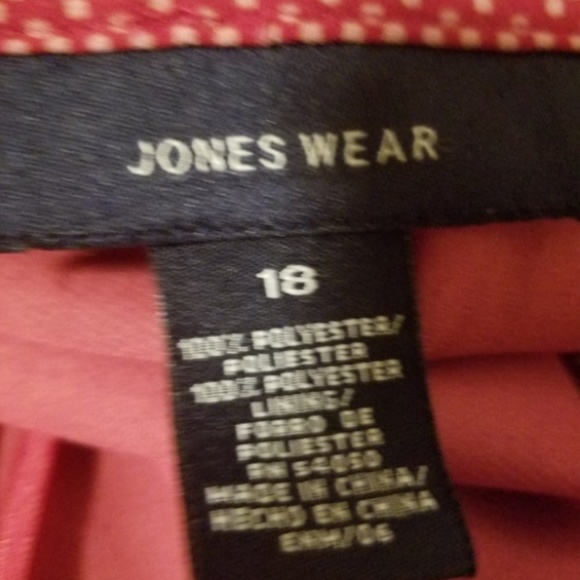 JONES WEAR
18
100% POLYESTER/
POLIESTER
100% POLYESTER
LINING/
FORRO DE
POLIESTER
RN 54050
MADE IN CHINA/
HECHO EN CHINA